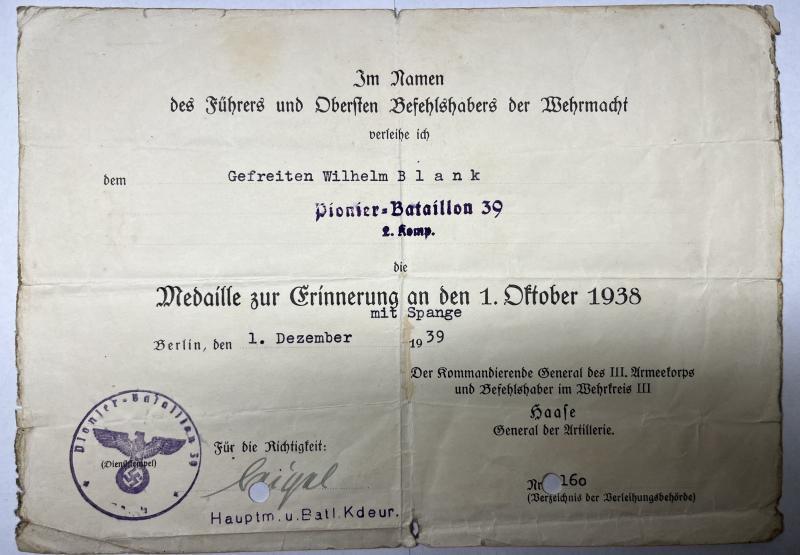 Im Namen
des Führers und Obersten Befehlshabers der Wehrmacht
verleihe ich
dem Gefreiten Wilhelm B l a n k
Pionier-Bataillon 39
2. Komp.
die
Medaille zur Erinnerung an den 1. Oktober 1938
mit Spange
Berlin, den 1. Dezember 1939
Der Kommandierende General des III. Armeekorps
und Befehlshaber im Wehrkreis III
Haase
General der Artillerie.
Pionier-Bataillon 39
(Dienststempel)
Für die Richtigkeit:
Hauptm. u. Batl. Kdeur.
Nr 160
(Verzeichnis der Verleihungsbehörde)